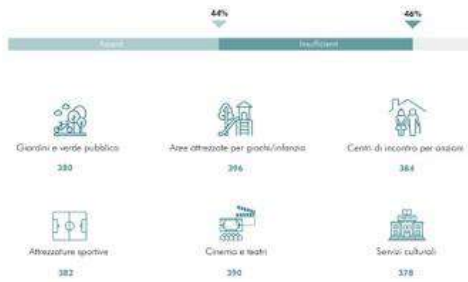 44% 46%
Insufficienti
Giardini e verde pubblico Aree attrezzate per giochi/infanzia Centri di incontro per anziani
380 396 384
Attrezzature sportive Cinema e teatri Servizi culturali
382 390 378